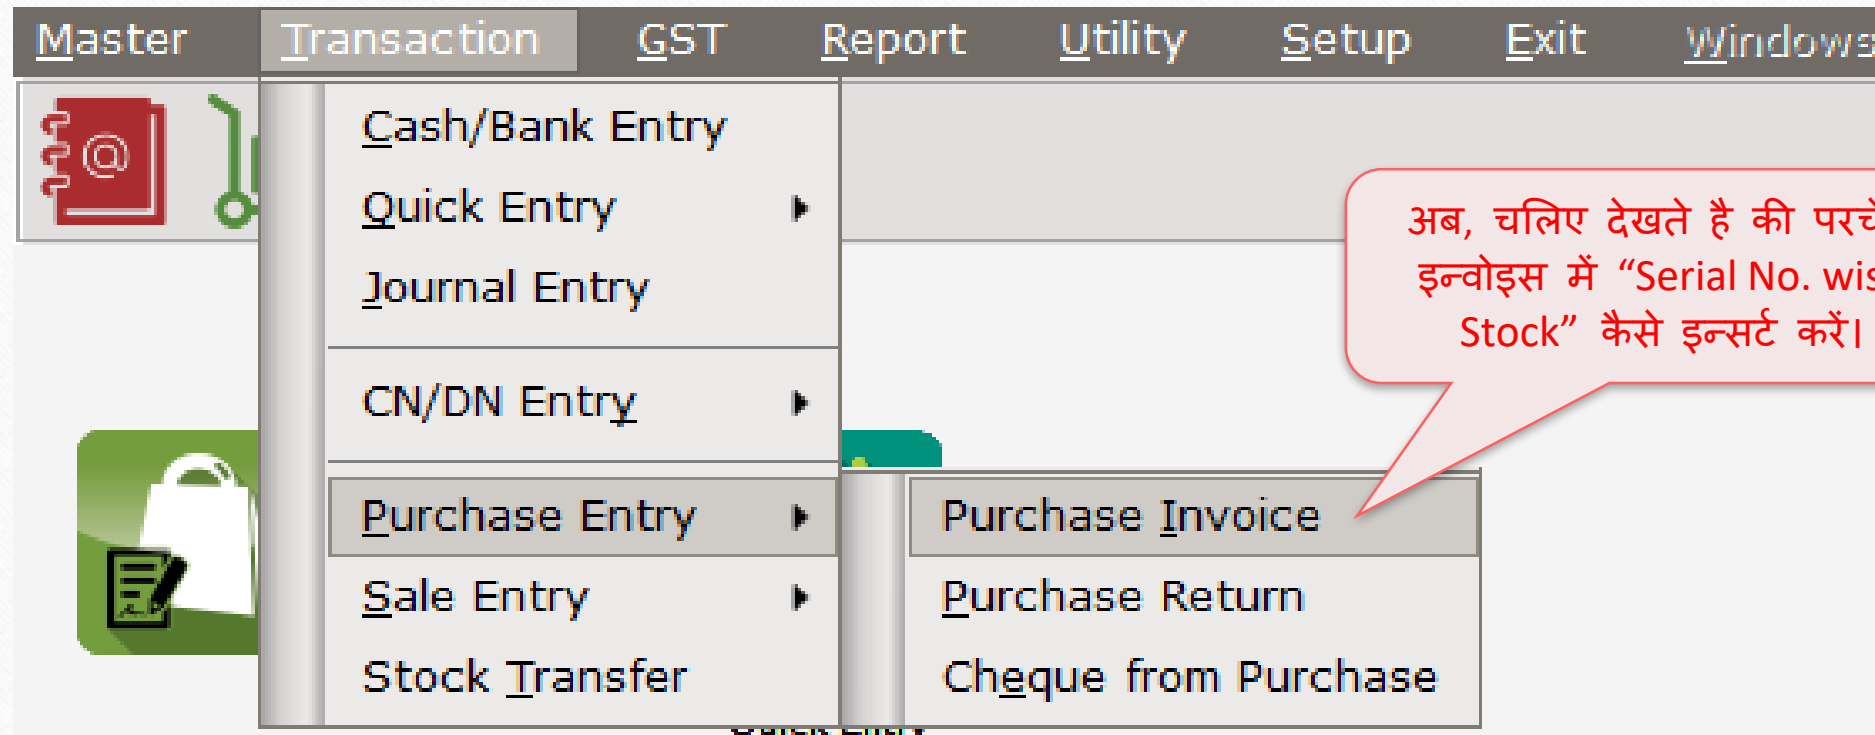 Master Transaction GST Report Utility Setup Exit Windows
@
Cash/Bank Entry
Quick Entry
Journal Entry
CN/DN Entry
Purchase Entry
Sale Entry
Stock Transfer
Purchase Invoice
Purchase Return
Cheque from Purchase
अब, चलिए देखते है की
इन्वोइस में “Serial No.
Stock” कैसे इन्सर्ट करें।